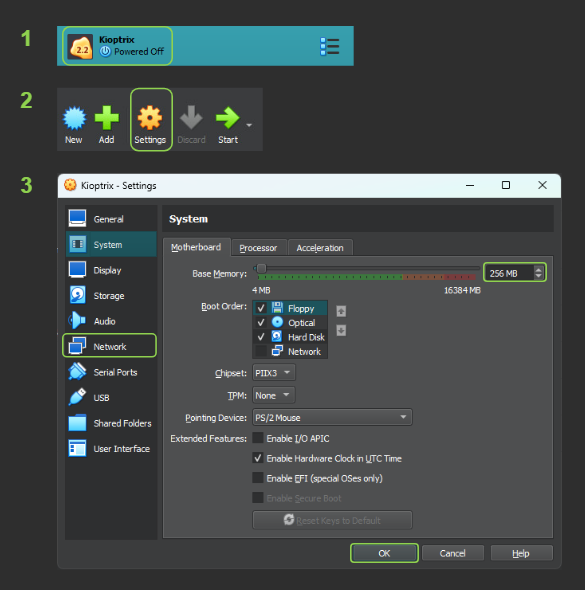 1
Kioptrix
2.2
Powered Off
2
New Add Settings Discard Start
3
Kioptrix - Settings
General
System
Display
Storage
Audio
Network
Serial Ports
USB
Shared Folders
User Interface
System
Motherboard Processor Acceleration
Base Memory: 256 MB
4 MB 16384 MB
Boot Order: Floppy
Optical
Hard Disk
Network
Chipset: PIIX3
TPM: None
Pointing Device: PS/2 Mouse
Extended Features: Enable I/O APIC
Enable Hardware Clock in UTC Time
Enable EFI (special OSes only)
Enable Secure Boot
Reset Keys to Default
OK Cancel Help